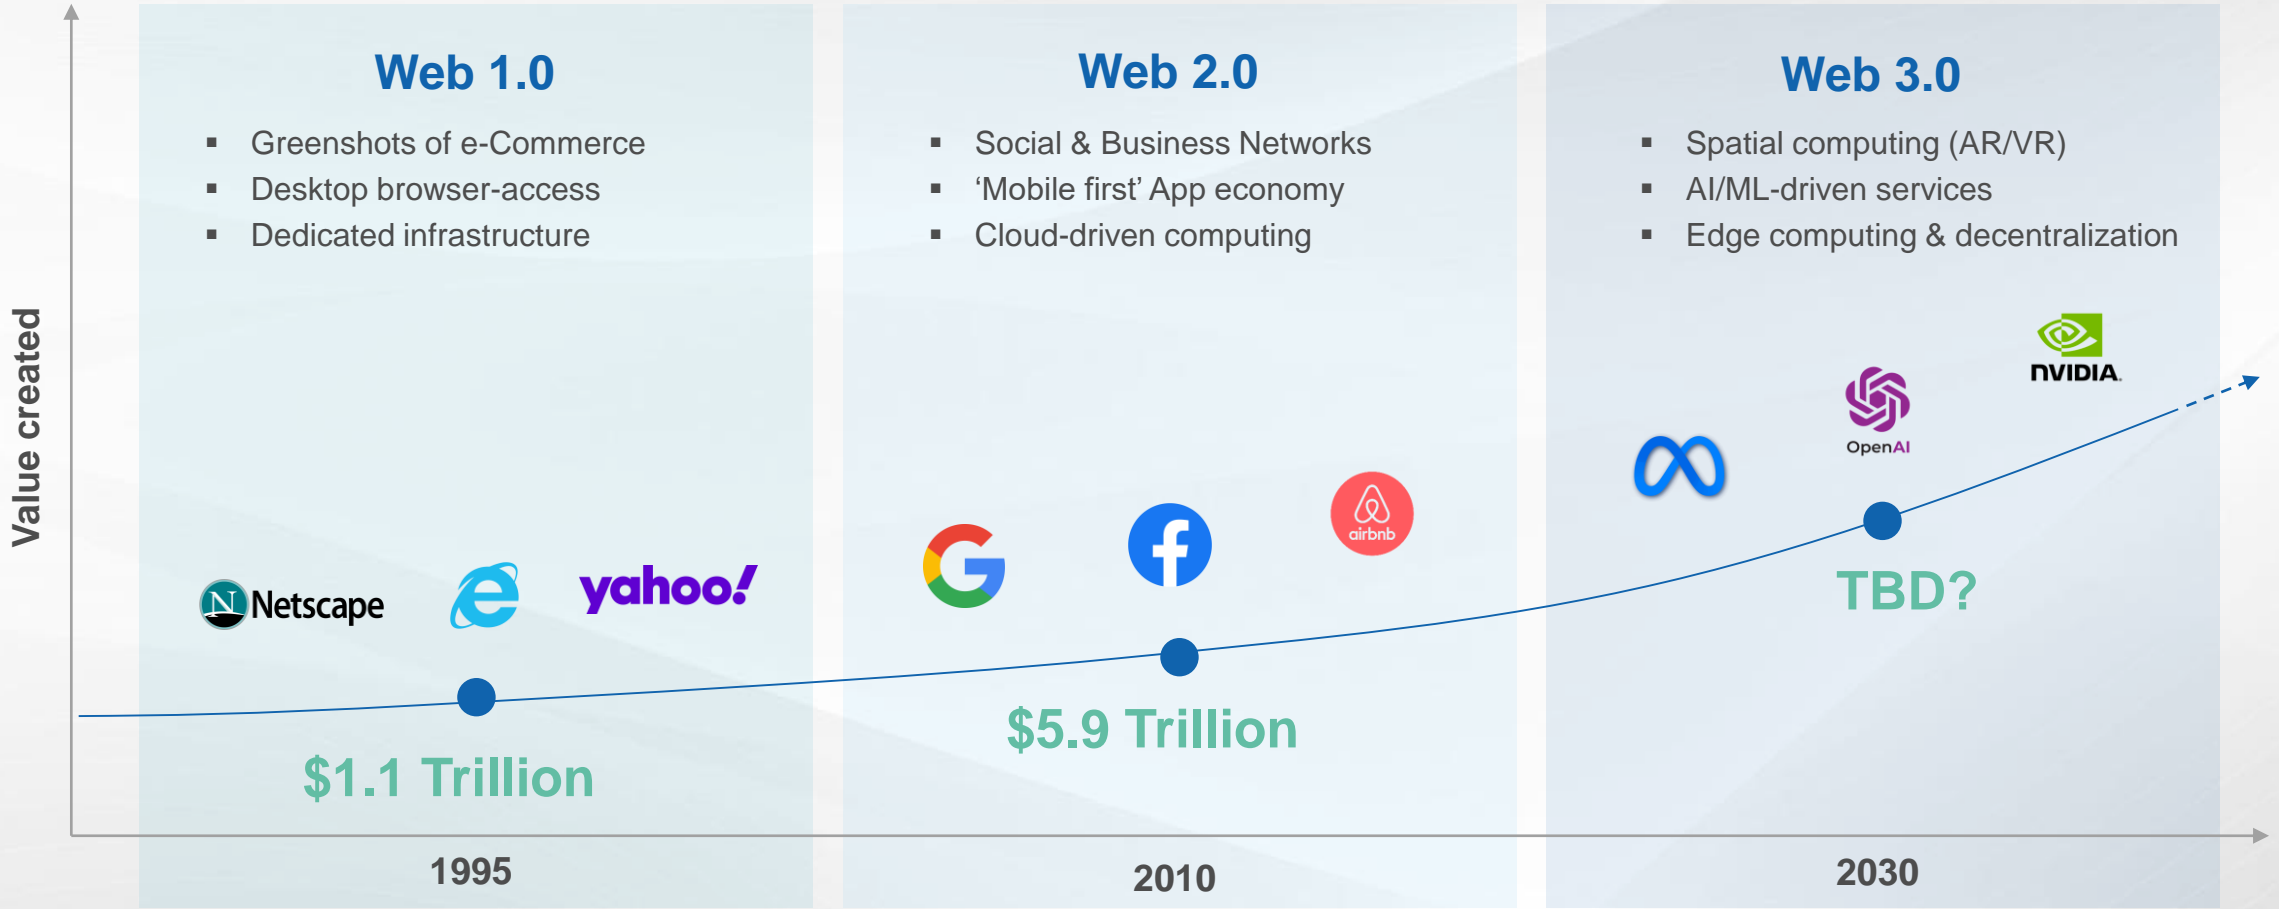 Value created
Web 1.0
▪ Greenshots of e-Commerce
▪ Desktop browser-access
▪ Dedicated infrastructure
N Netscape
e
yahoo!
$1.1 Trillion
1995
Web 2.0
▪ Social & Business Networks
▪ ‘Mobile first’ App economy
▪ Cloud-driven computing
G
f
airbnb
$5.9 Trillion
2010
Web 3.0
▪ Spatial computing (AR/VR)
▪ AI/ML-driven services
▪ Edge computing & decentralization
OpenAI
NVIDIA.
TBD?
2030